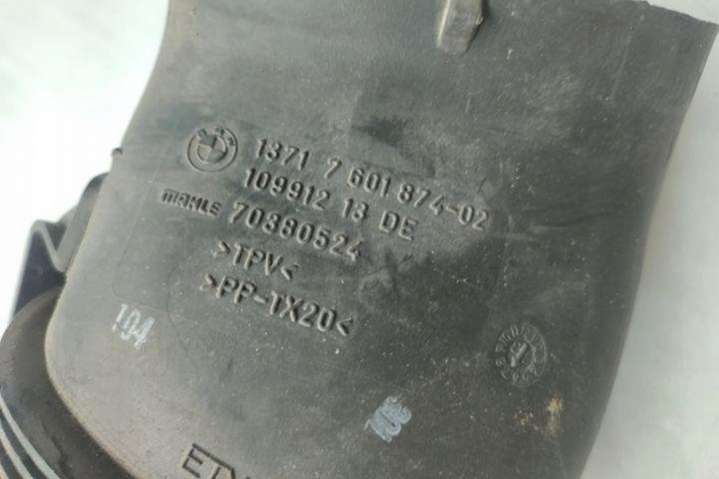 1371 7 601 874-02
109912 13 DE
MAHLE 70380524
>TPV<
>PP-TX20<
104